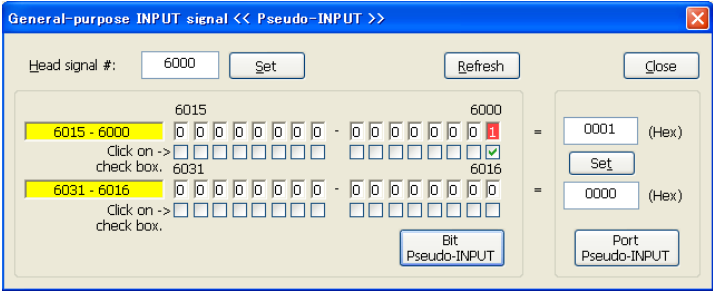 General-purpose INPUT signal << Pseudo-INPUT >>
Head signal #: 6000 Set Refresh Close
6015 6000
6015 - 6000 0 0 0 0 0 0 0 0 - 0 0 0 0 0 0 0 1 = 0001 (Hex)
Click on ->
check box.
Set
6031 6016
6031 - 6016 0 0 0 0 0 0 0 0 - 0 0 0 0 0 0 0 0 = 0000 (Hex)
Click on ->
check box.
Bit
Pseudo-INPUT
Port
Pseudo-INPUT